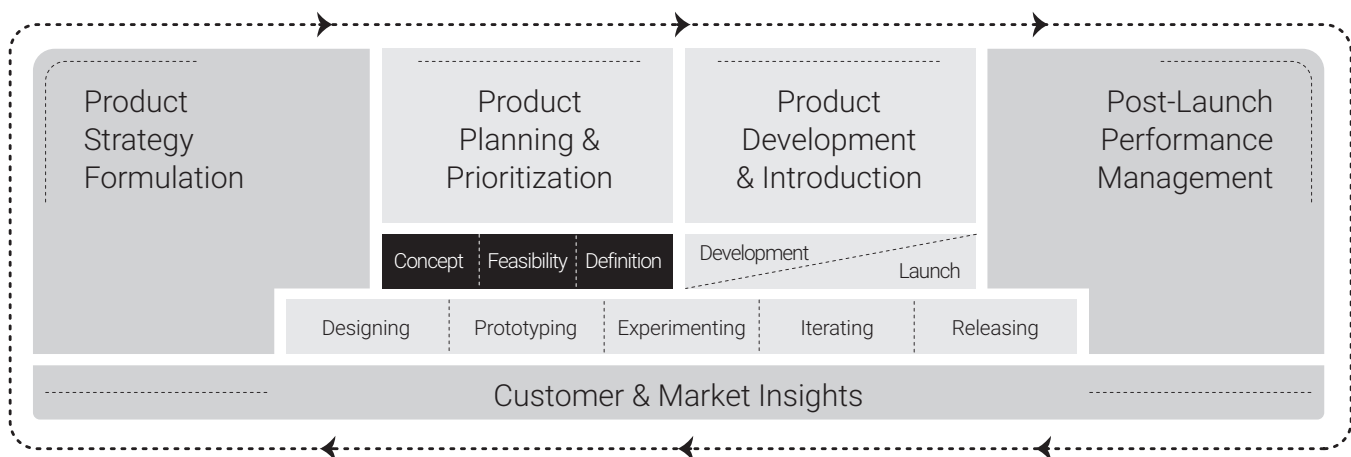 Product
Strategy
Formulation
Product
Planning &
Prioritization
Product
Development
& Introduction
Post-Launch
Performance
Management
Concept
Feasibility
Definition
Development
Launch
Designing
Prototyping
Experimenting
Iterating
Releasing
Customer & Market Insights